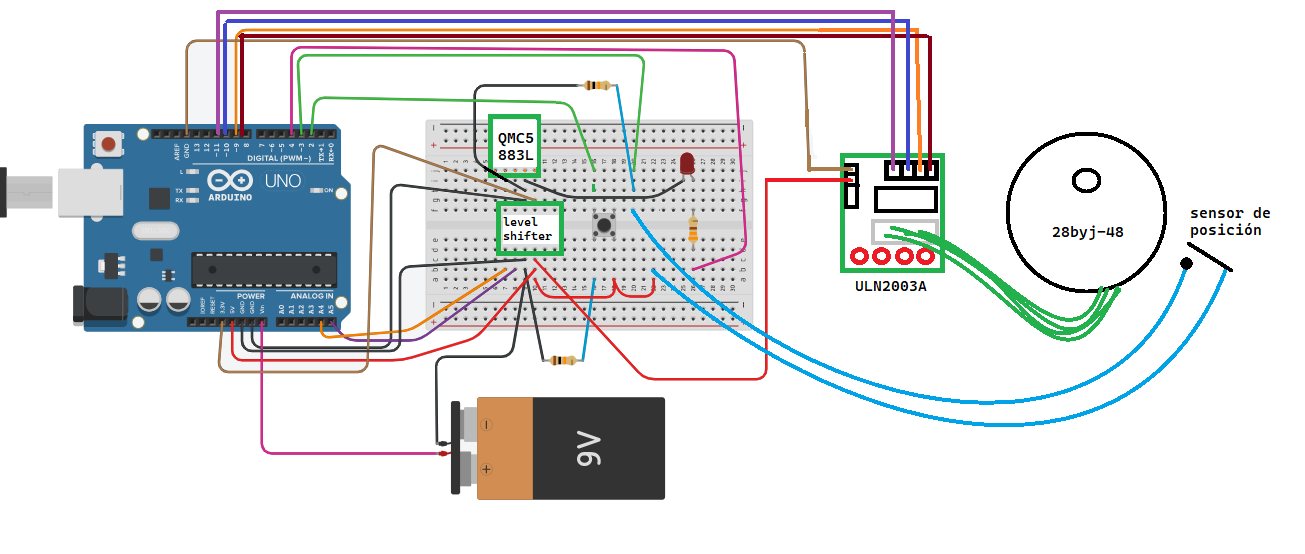 QMC5
883L
level
shifter
AREF
GND
13
12
~11
~10
~9
8
7
~6
~5
4
~3
2
TX→1
RX←0
DIGITAL (PWM~)
L
TX
RX
ARDUINO
UNO
ON
POWER
ANALOG IN
IOREF
RESET
3.3V
5V
GND
GND
Vin
A0
A1
A2
A3
A4
A5
9V
28byj-48
sensor de
posición
ULN2003A